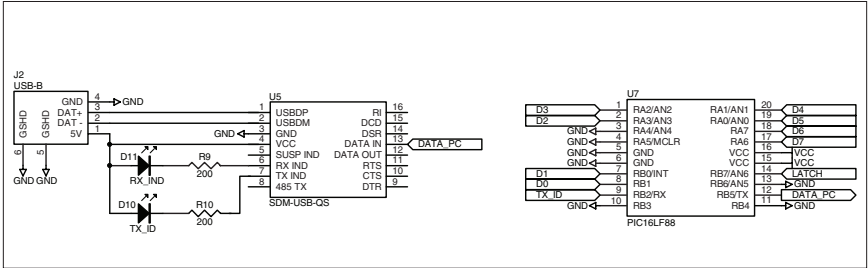 J2
USB-B
GND 4 GND
DAT+ 3
DAT - 2
5V 1
GSHD GSHD
6 5
GND GND
D11
RX_IND
R9
200
D10
TX_ID
R10
200
U5
1 USBDP RI 16
2 USBDM DCD 15
GND 3 GND DSR 14
4 VCC DATA IN 13 DATA_PC
5 SUSP IND DATA OUT 12
6 RX IND RTS 11
7 TX IND CTS 10
8 485 TX DTR 9
SDM-USB-QS
U7
D3 1 RA2/AN2 RA1/AN1 20 D4
D2 2 RA3/AN3 RA0/AN0 19 D5
GND 3 RA4/AN4 RA7 18 D6
GND 4 RA5/MCLR RA6 17 D7
GND 5 GND VCC 16 VCC
GND 6 GND VCC 15 VCC
D1 7 RB0/INT RB7/AN6 14 LATCH
D0 8 RB1 RB6/AN5 13 GND
TX_ID 9 RB2/RX RB5/TX 12 DATA_PC
GND 10 RB3 RB4 11 GND
PIC16LF88